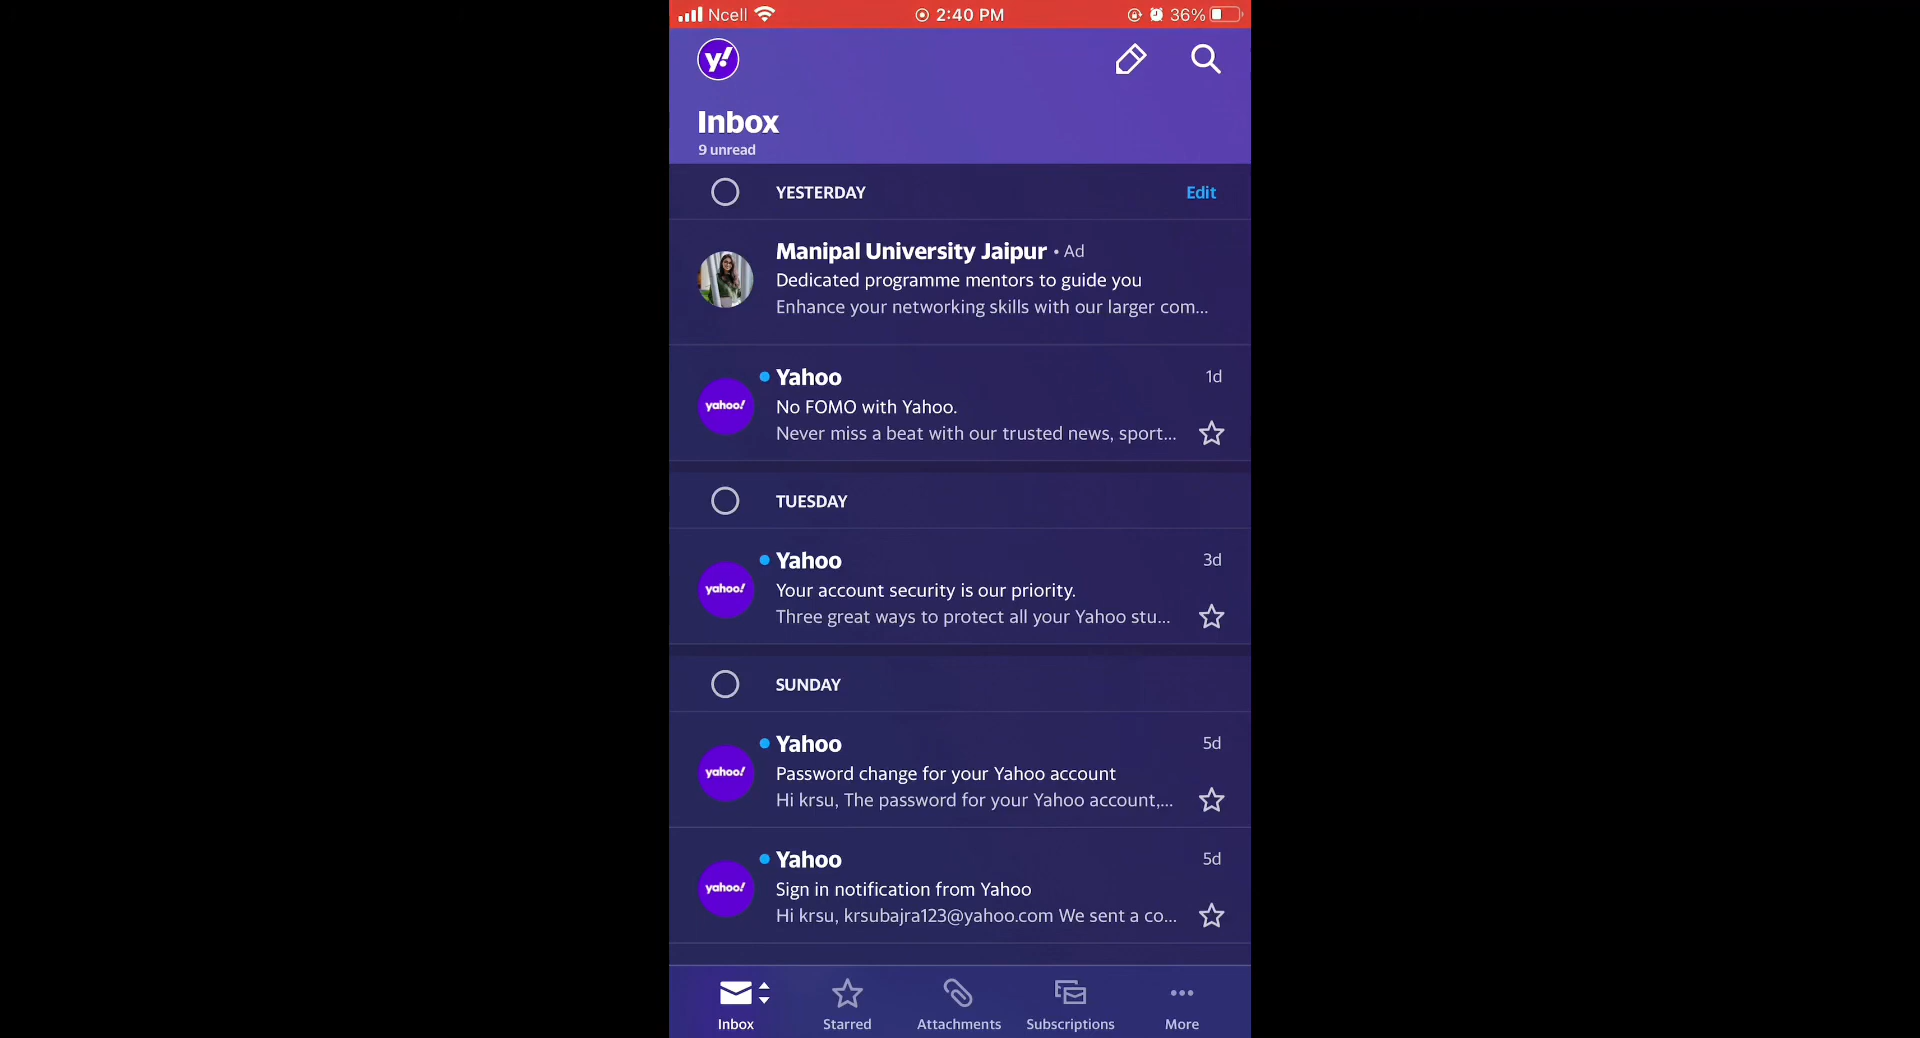 Ncell 2:40 PM 36%
y!
Inbox
9 unread
YESTERDAY Edit
Manipal University Jaipur • Ad
Dedicated programme mentors to guide you
Enhance your networking skills with our larger com...
yahoo! Yahoo 1d
No FOMO with Yahoo.
Never miss a beat with our trusted news, sport...
TUESDAY
yahoo! Yahoo 3d
Your account security is our priority.
Three great ways to protect all your Yahoo stu...
SUNDAY
yahoo! Yahoo 5d
Password change for your Yahoo account
Hi krsu, The password for your Yahoo account,...
yahoo! Yahoo 5d
Sign in notification from Yahoo
Hi krsu, krsubajra123@yahoo.com We sent a co...
Inbox Starred Attachments Subscriptions More